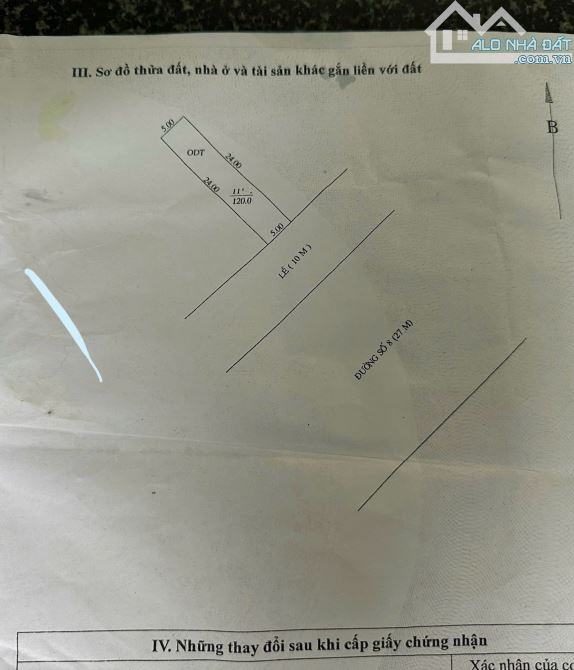 ALO NHÀ ĐẤT
.com.vn
III. Sơ đồ thửa đất, nhà ở và tài sản khác gắn liền với đất
B
5.00
ODT
24.00
24.00
120.0
5.00
LỀ ( 10 M )
ĐƯỜNG SỐ 8 (27 M)
IV. Những thay đổi sau khi cấp giấy chứng nhận
Xác nhận của cơ